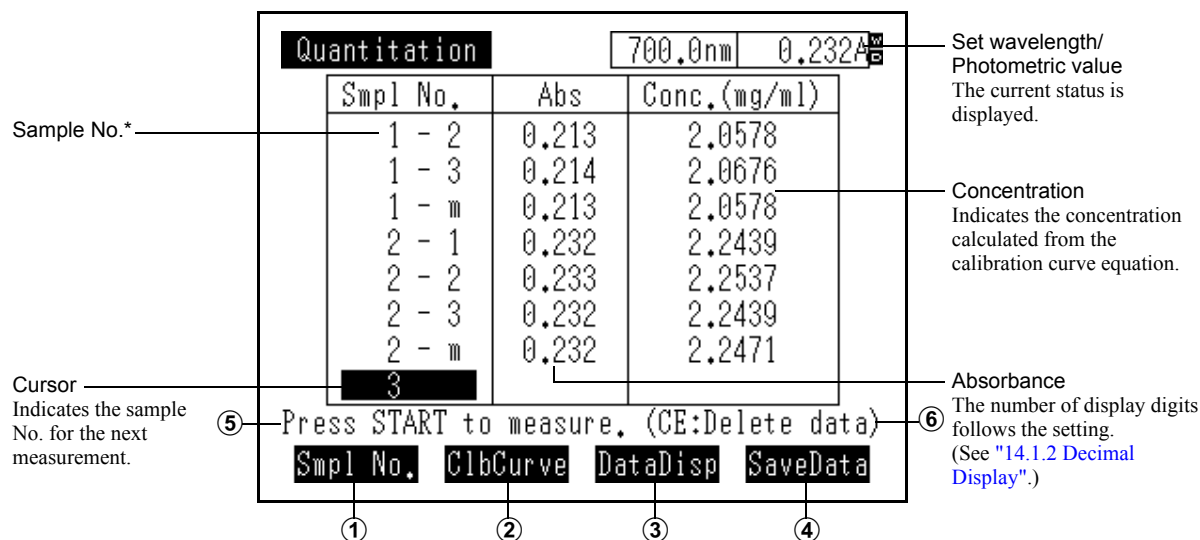 Quantitation
700.0nm 0.232A W D
Smpl No. Abs Conc.(mg/ml)
1 - 2 0.213 2.0578
1 - 3 0.214 2.0676
1 - m 0.213 2.0578
2 - 1 0.232 2.2439
2 - 2 0.233 2.2537
2 - 3 0.232 2.2439
2 - m 0.232 2.2471
3
Press START to measure. (CE:Delete data)
Smpl No. ClbCurve DataDisp SaveData
① ② ③ ④
Sample No.*
Cursor
Indicates the sample
No. for the next
measurement.
⑤
⑥
Set wavelength/
Photometric value
The current status is
displayed.
Concentration
Indicates the concentration
calculated from the
calibration curve equation.
Absorbance
The number of display digits
follows the setting.
(See "14.1.2 Decimal
Display".)